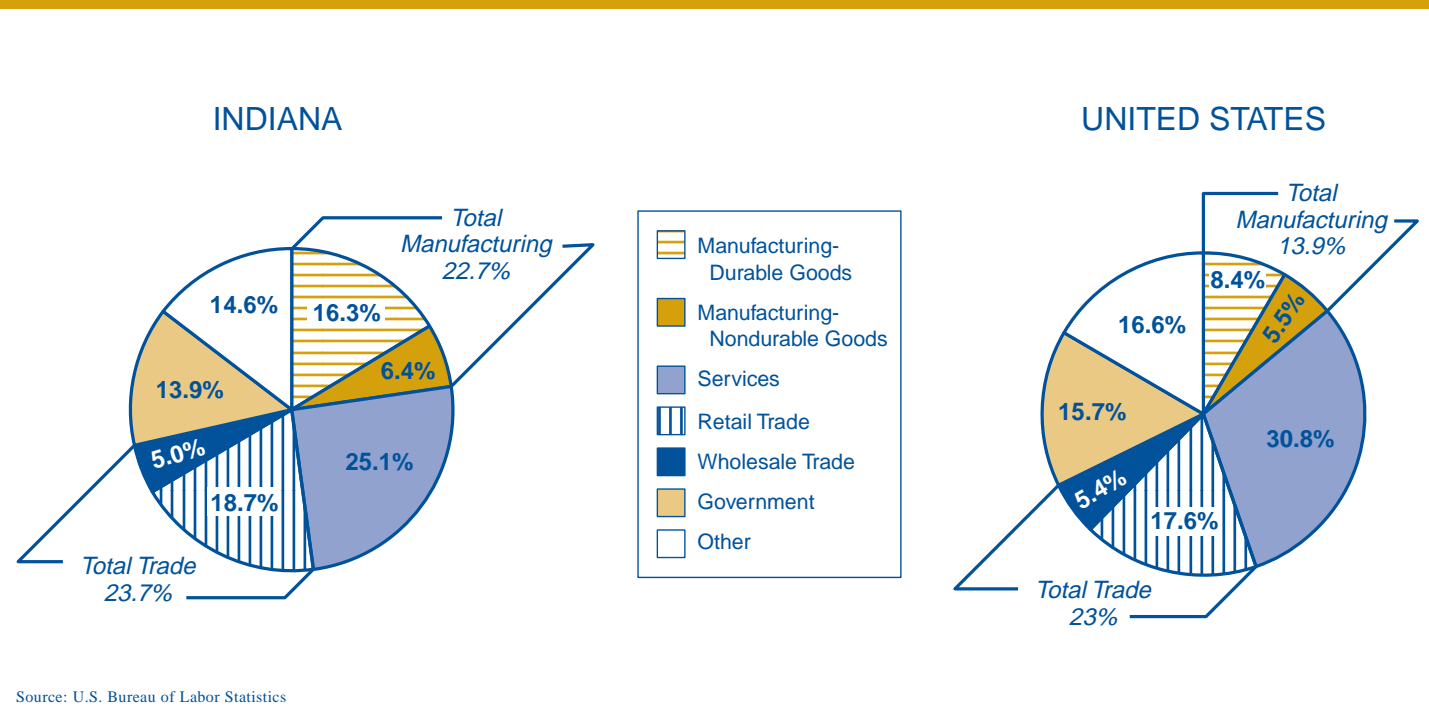 INDIANA
Total
Manufacturing
22.7%
14.6%
16.3%
6.4%
13.9%
5.0%
25.1%
18.7%
Total Trade
23.7%
Manufacturing-
Durable Goods
Manufacturing-
Nondurable Goods
Services
Retail Trade
Wholesale Trade
Government
Other
UNITED STATES
Total
Manufacturing
13.9%
8.4%
5.5%
16.6%
15.7%
30.8%
5.4%
17.6%
Total Trade
23%
Source: U.S. Bureau of Labor Statistics